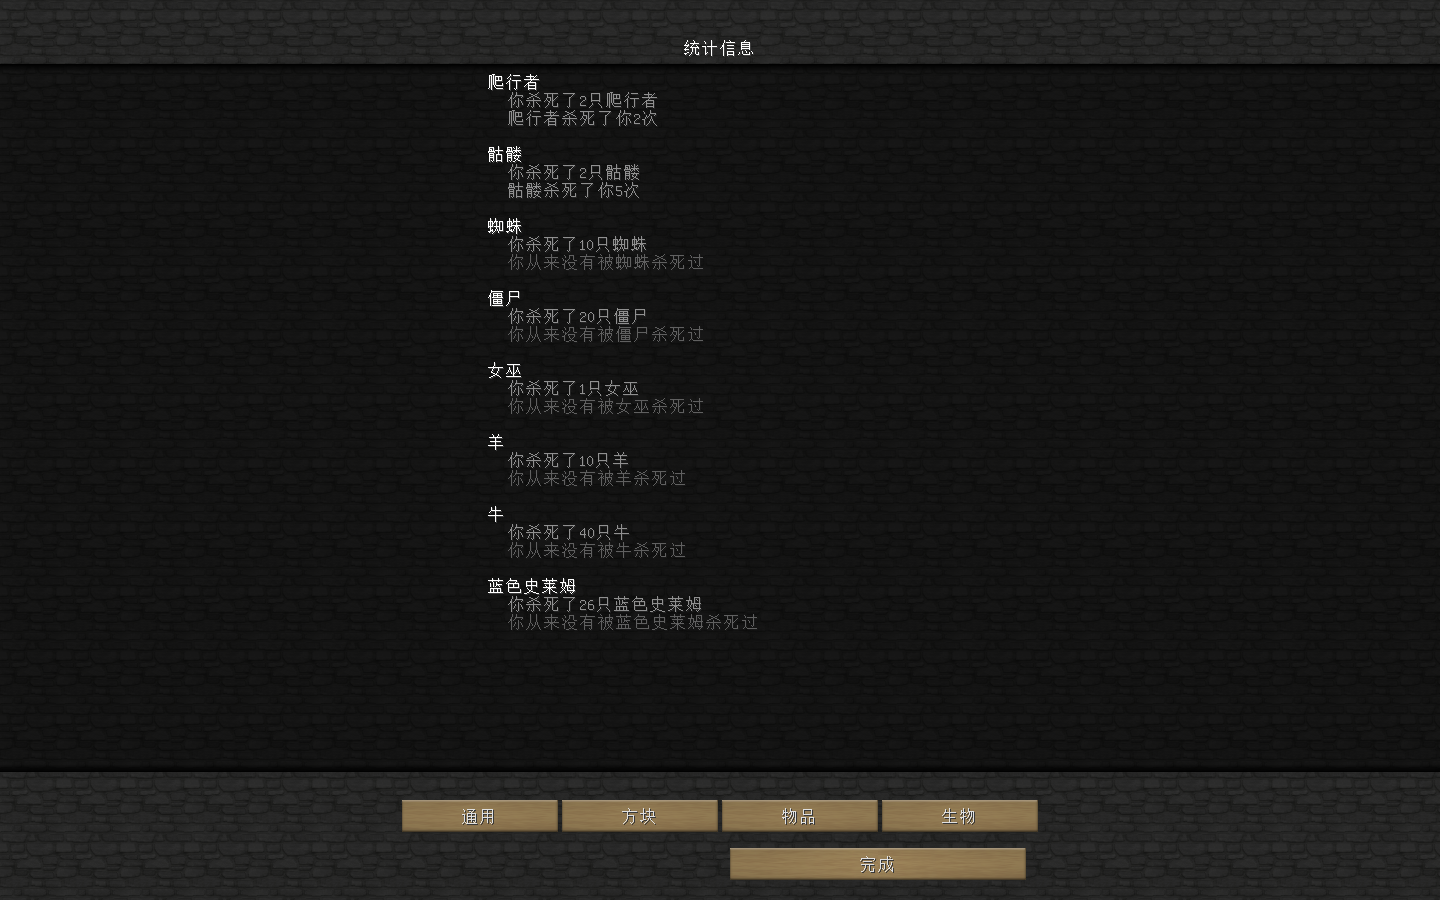 统计信息
爬行者
你杀死了2只爬行者
爬行者杀死了你2次
骷髅
你杀死了2只骷髅
骷髅杀死了你5次
蜘蛛
你杀死了10只蜘蛛
你从来没有被蜘蛛杀死过
僵尸
你杀死了20只僵尸
你从来没有被僵尸杀死过
女巫
你杀死了1只女巫
你从来没有被女巫杀死过
羊
你杀死了10只羊
你从来没有被羊杀死过
牛
你杀死了40只牛
你从来没有被牛杀死过
蓝色史莱姆
你杀死了26只蓝色史莱姆
你从来没有被蓝色史莱姆杀死过
通用 方块 物品 生物
完成